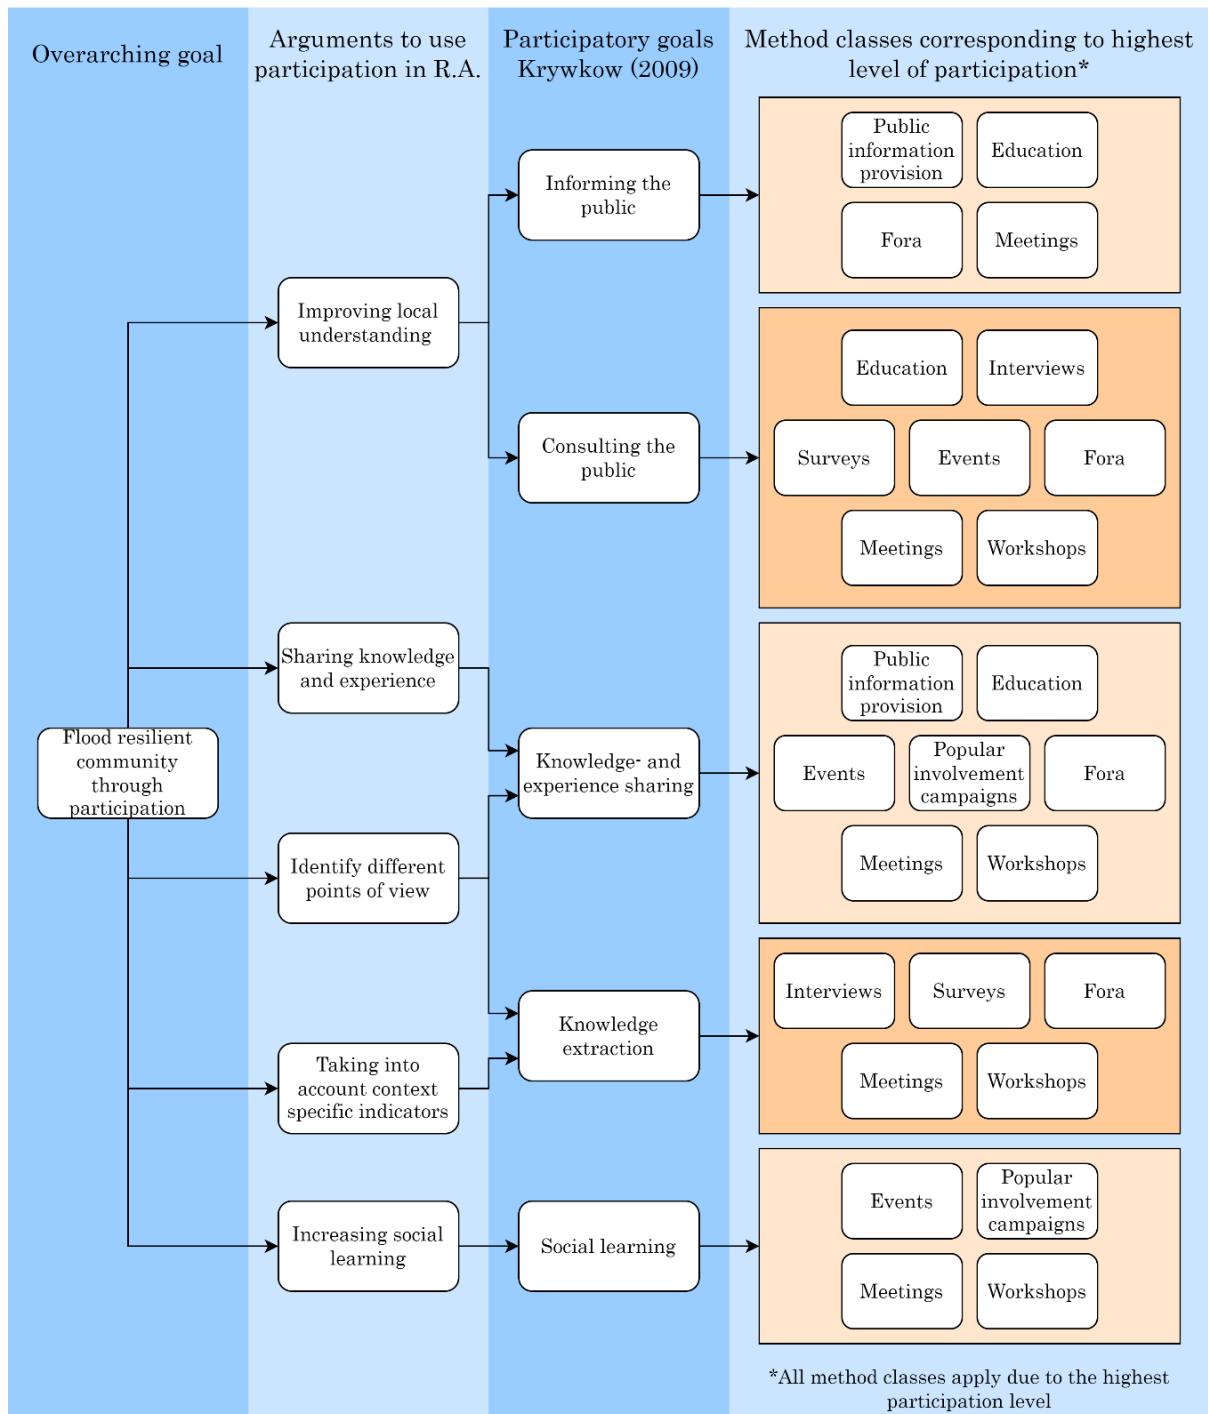 Overarching goal
Arguments to use
participation in R.A.
Participatory goals
Krywkow (2009)
Method classes corresponding to highest
level of participation*
Flood resilient
community
through
participation
Improving local
understanding
Sharing knowledge
and experience
Identify different
points of view
Taking into
account context
specific indicators
Increasing social
learning
Informing the
public
Consulting the
public
Knowledge- and
experience sharing
Knowledge
extraction
Social learning
Public
information
provision
Education
Fora
Meetings
Education
Interviews
Surveys
Events
Fora
Meetings
Workshops
Public
information
provision
Education
Events
Popular
involvement
campaigns
Fora
Meetings
Workshops
Interviews
Surveys
Fora
Meetings
Workshops
Events
Popular
involvement
campaigns
Meetings
Workshops
*All method classes apply due to the highest
participation level